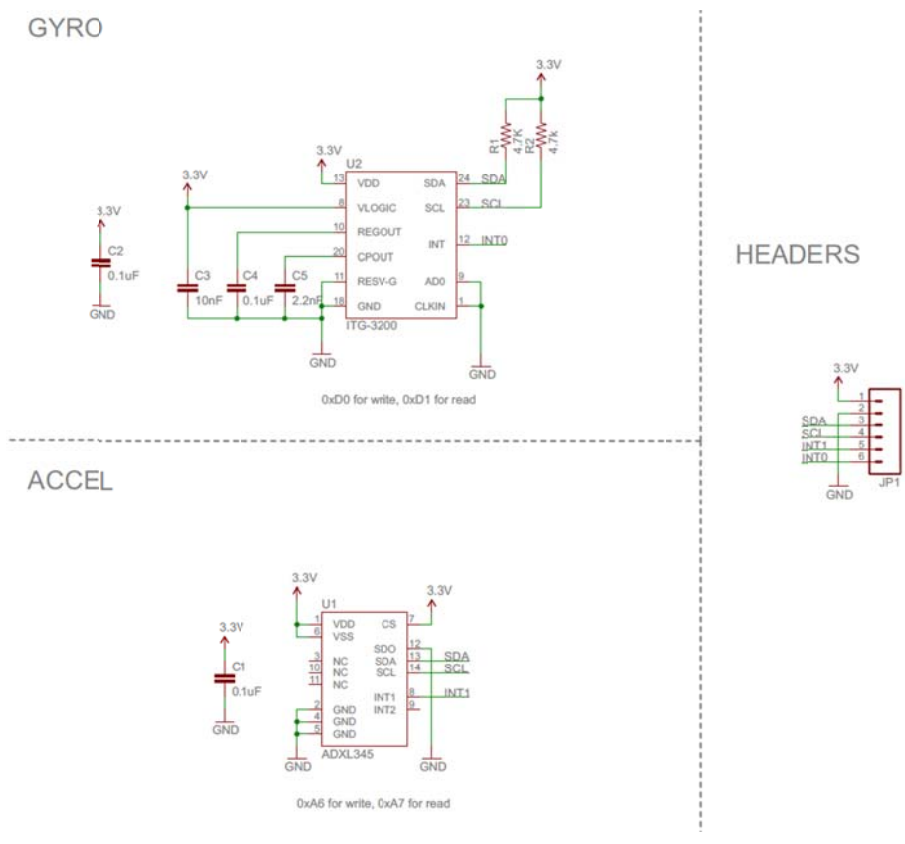 GYRO
3.3V
R1
4.7K
R2
4.7k
3.3V
U2
13 VDD SDA 24 SDA
3.3V
8 VLOGIC SCL 23 SCL
3.3V
10 REGOUT
INT 12 INT0
20 CPOUT
C2
0.1uF
GND
C3
10nF
C4
0.1uF
C5
2.2nF
11 RESV-G AD0 9
18 GND CLKIN 1
ITG-3200
GND
GND
0xD0 for write, 0xD1 for read
HEADERS
3.3V
1
2
SDA 3
SCL 4
INT1 5
INT0 6
JP1
GND
ACCEL
3.3V
U1
3.3V
1 VDD CS 7
6 VSS
SDO 12
3 NC SDA 13 SDA
10 NC SCL 14 SCL
11 NC
INT1 8 INT1
2 GND INT2 9
4 GND
5 GND
ADXL345
3.3V
C1
0.1uF
GND
GND
GND
0xA6 for write, 0xA7 for read